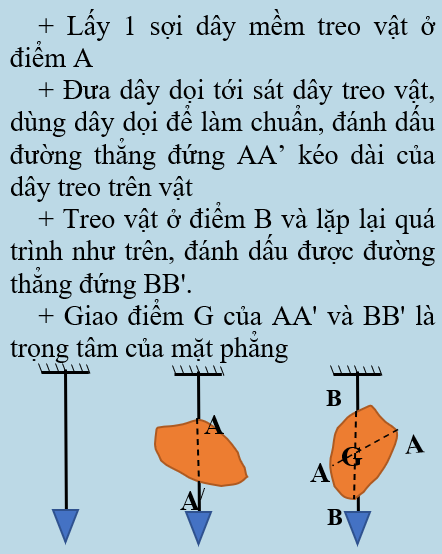 + Lấy 1 sợi dây mềm treo vật ở
điểm A
+ Đưa dây dọi tới sát dây treo vật,
dùng dây dọi để làm chuẩn, đánh dấu
đường thẳng đứng AA’ kéo dài của
dây treo trên vật
+ Treo vật ở điểm B và lặp lại quá
trình như trên, đánh dấu được đường
thẳng đứng BB'.
+ Giao điểm G của AA' và BB' là
trọng tâm của mặt phẳng
B
A
A
G
A
A/
B